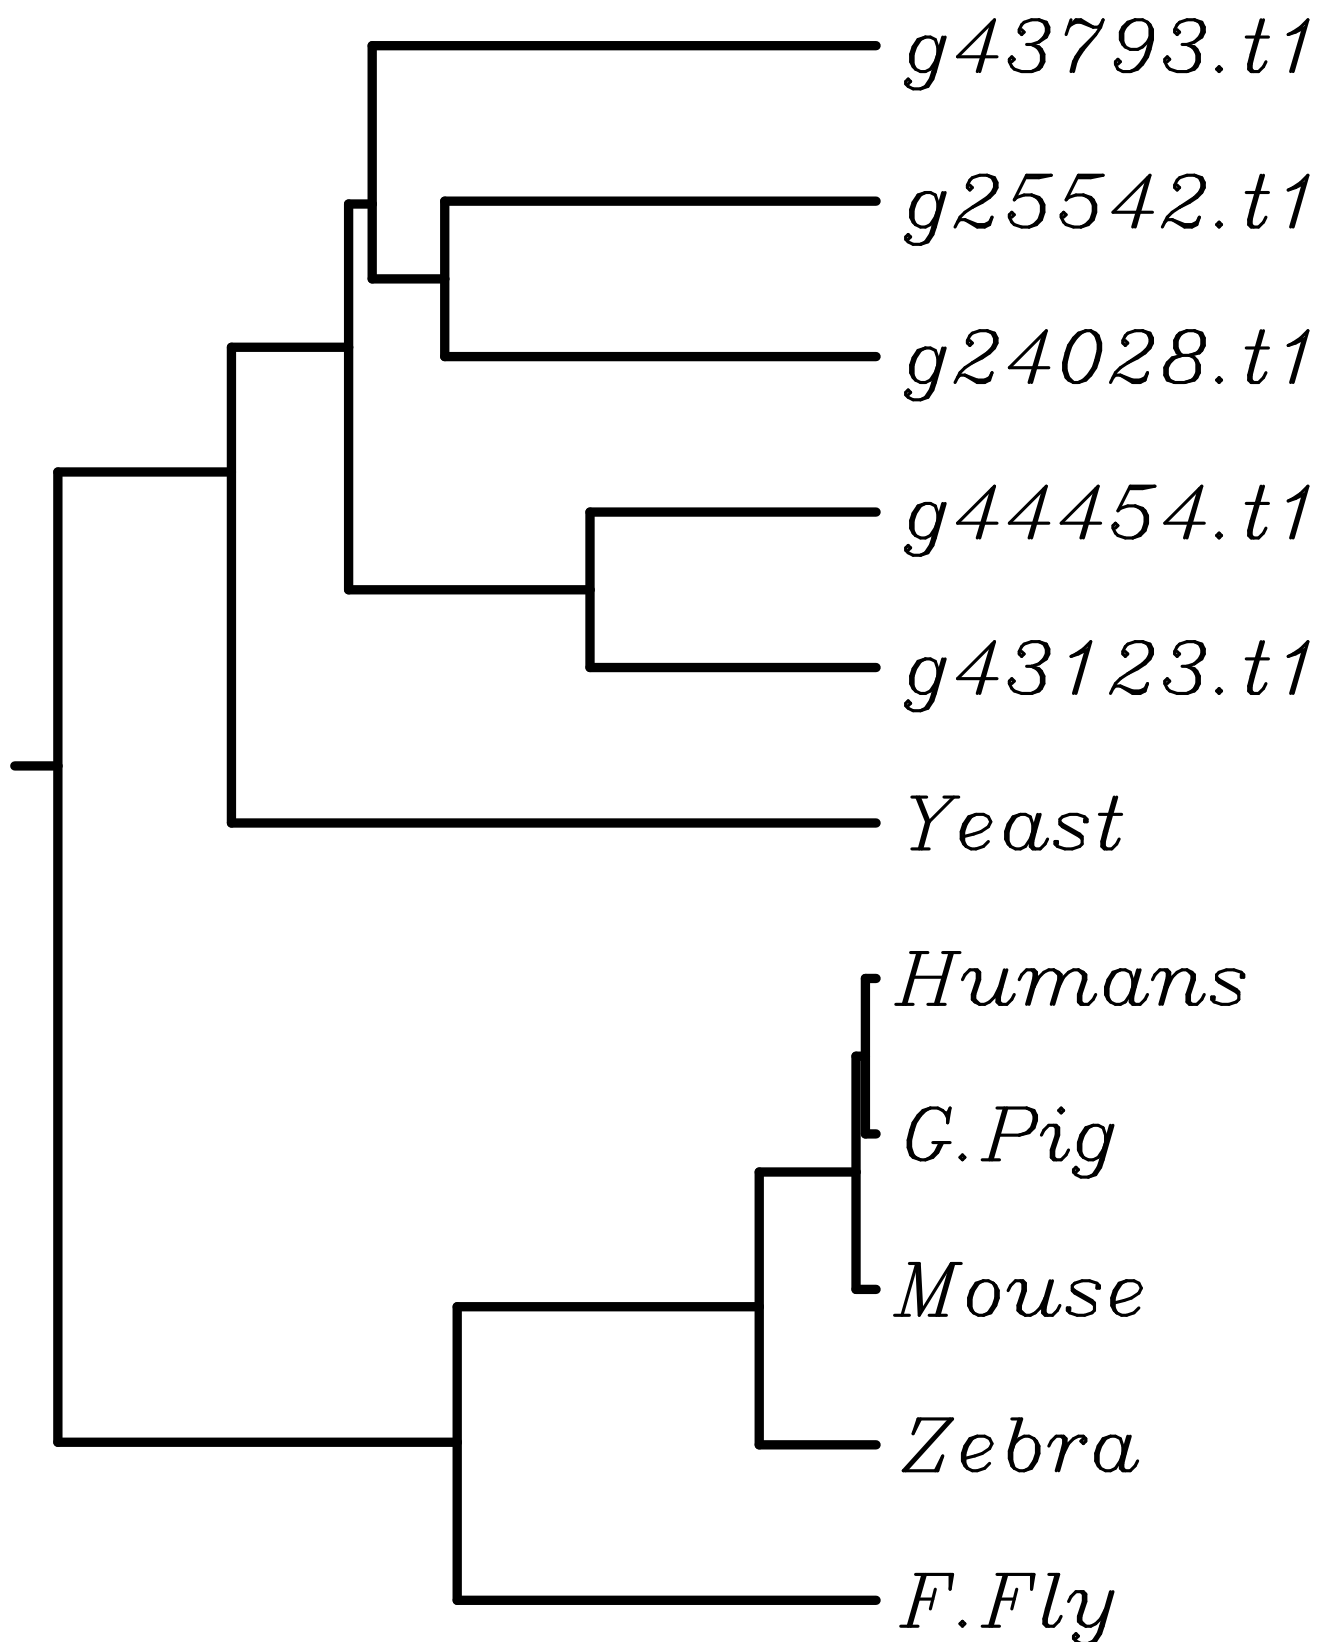 g43793.t1
g25542.t1
g24028.t1
g44454.t1
g43123.t1
Yeast
Humans
G.Pig
Mouse
Zebra
F.Fly